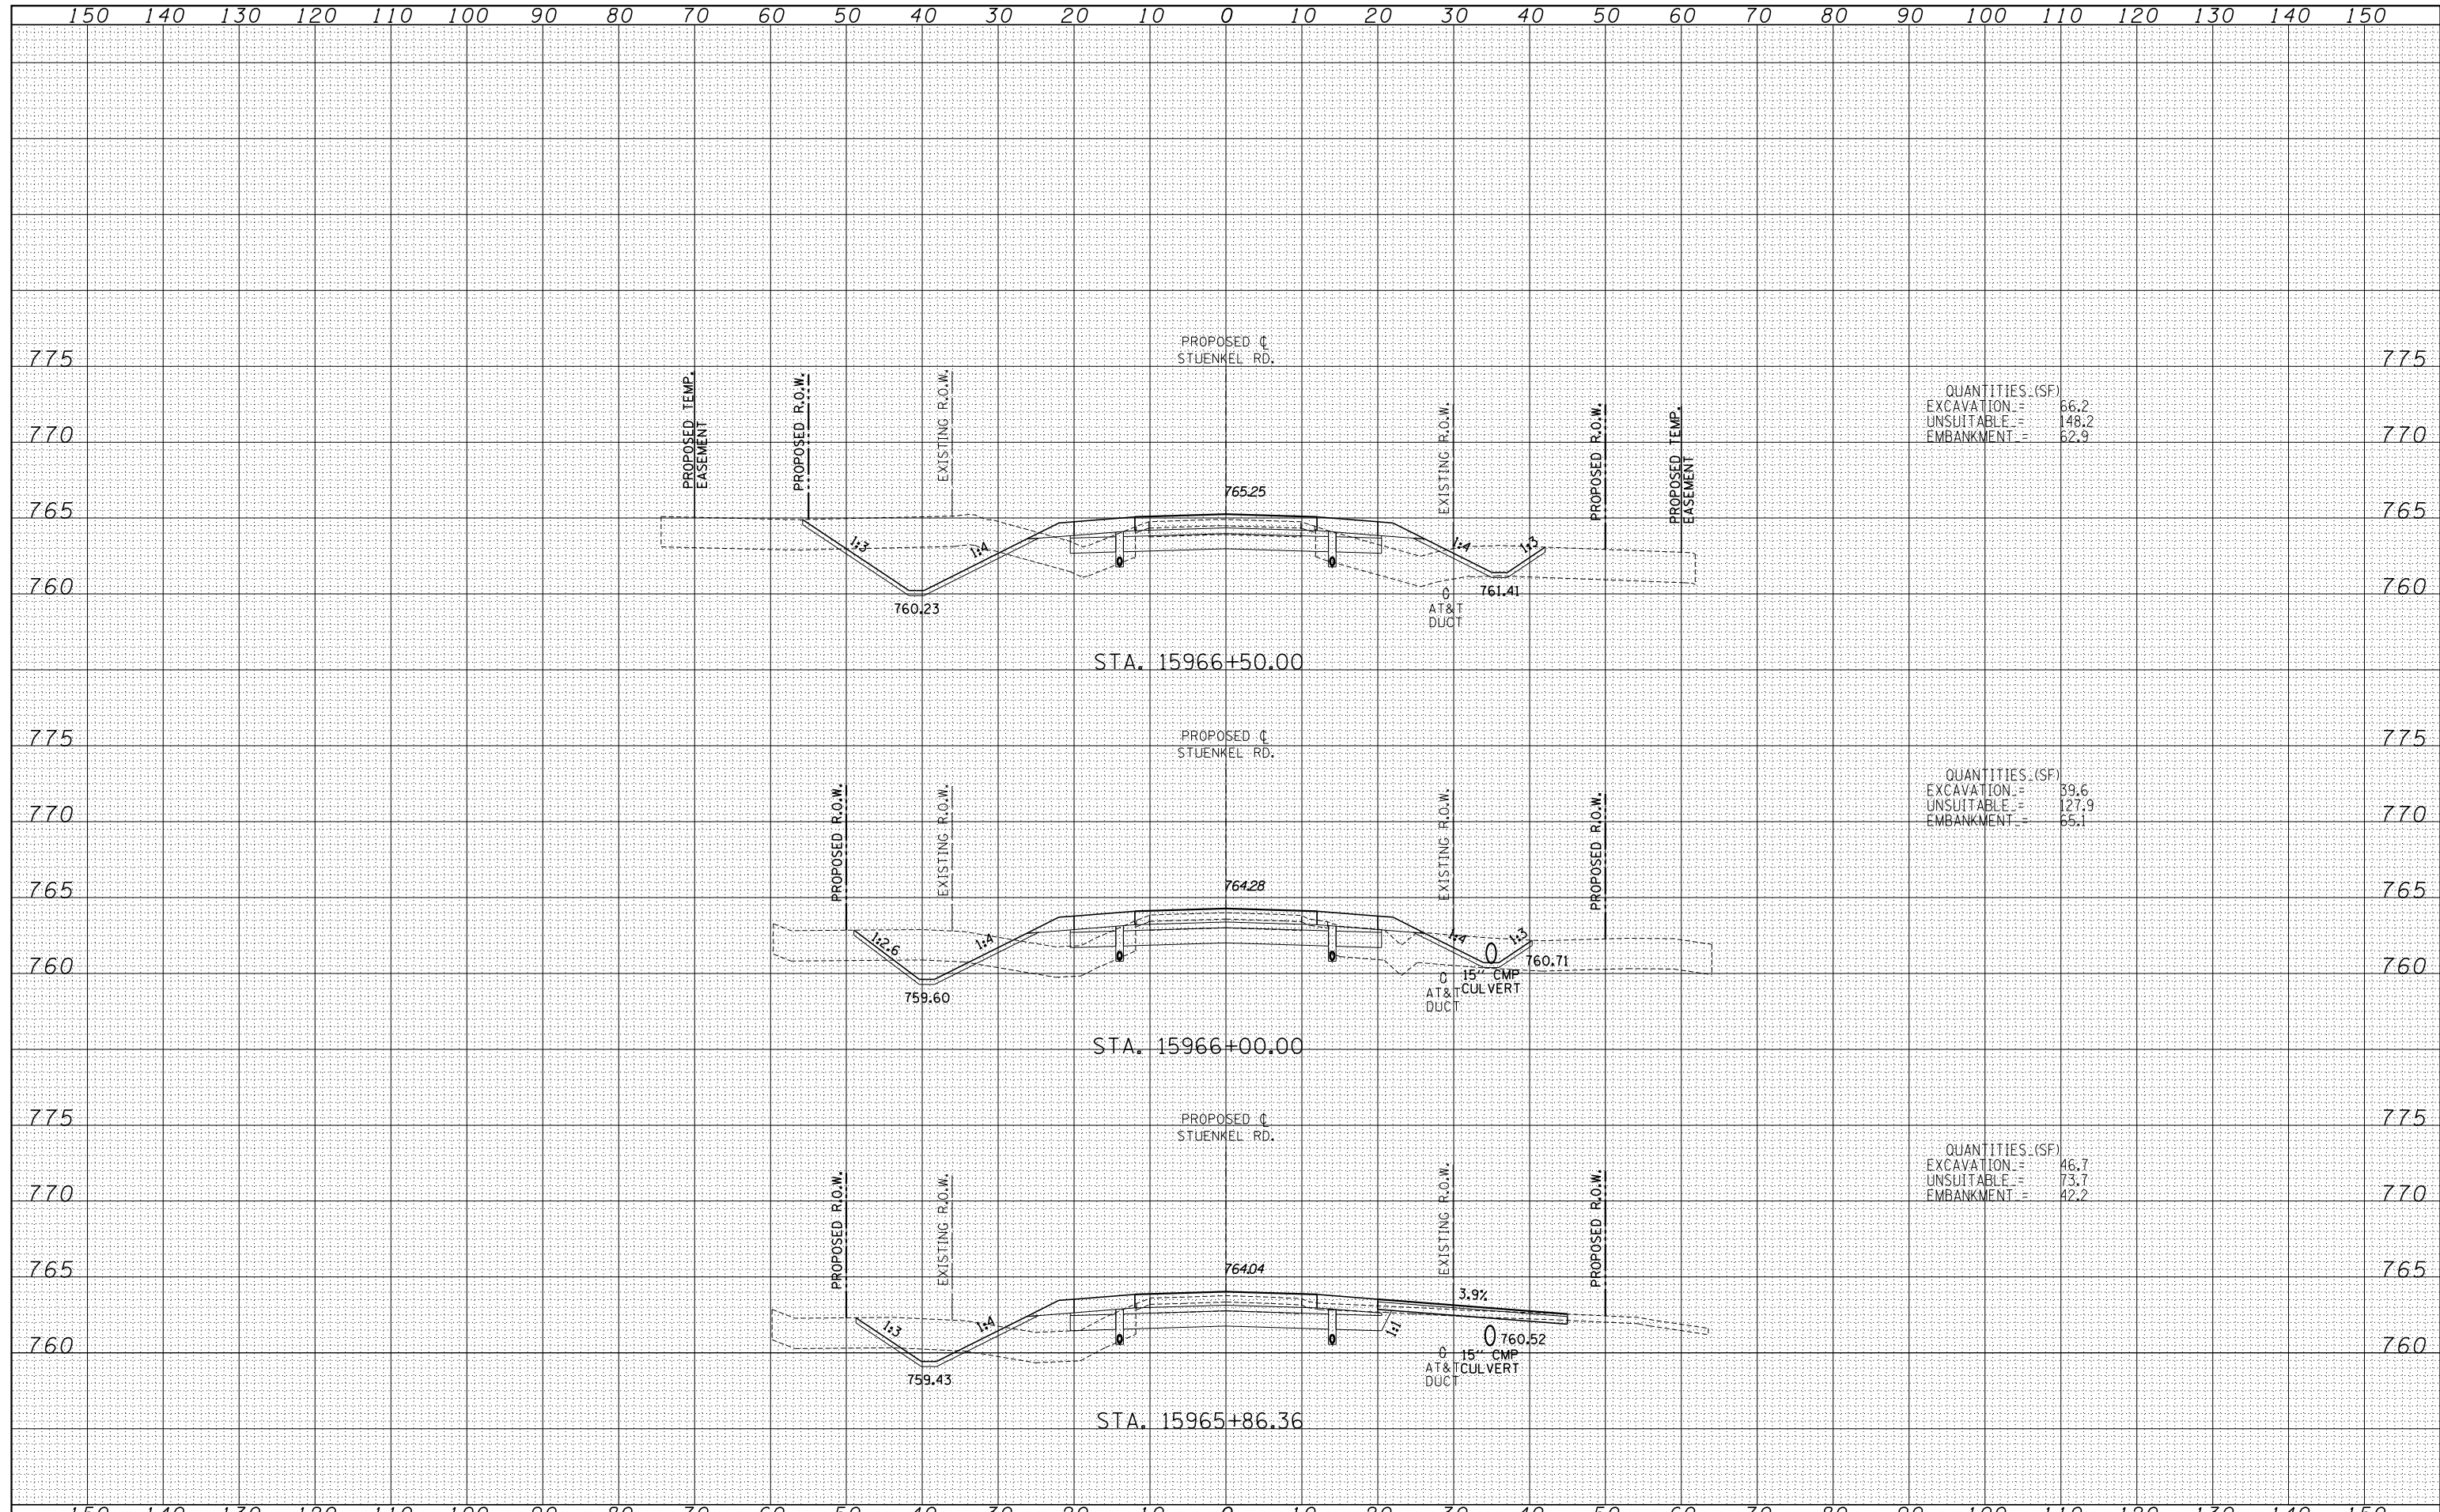 150 140 130 120 110 100 90 80 70 60 50 40 30 20 10 0 10 20 30 40 50 60 70 80 90 100 110 120 130 140 150
PROPOSED ℄
STUENKEL RD.
775 775
PROPOSED TEMP.
EASEMENT
PROPOSED R.O.W.
EXISTING R.O.W.
EXISTING R.O.W.
PROPOSED R.O.W.
PROPOSED TEMP.
EASEMENT
QUANTITIES (SF)
EXCAVATION = 66.2
UNSUITABLE = 148.2
EMBANKMENT = 62.9
770 770
765.25
765 765
1:3 1:4 1:4 1:3
760 760
760.23 761.41
AT&T
DUCT
STA. 15966+50.00
PROPOSED ℄
STUENKEL RD.
775 775
PROPOSED R.O.W.
EXISTING R.O.W.
EXISTING R.O.W.
PROPOSED R.O.W.
QUANTITIES (SF)
EXCAVATION = 39.6
UNSUITABLE = 127.9
EMBANKMENT = 65.1
770 770
764.28
765 765
1:2.6 1:4 1:4 1:3
760.71
760 760
759.60
15'' CMP
CULVERT
AT&T
DUCT
STA. 15966+00.00
PROPOSED ℄
STUENKEL RD.
775 775
PROPOSED R.O.W.
EXISTING R.O.W.
EXISTING R.O.W.
PROPOSED R.O.W.
QUANTITIES (SF)
EXCAVATION = 46.7
UNSUITABLE = 73.7
EMBANKMENT = 42.2
770 770
764.04
765 765
3.9%
1:3 1:4 1:1
760.52
760 760
759.43
15'' CMP
CULVERT
AT&T
DUCT
STA. 15965+86.36
150 140 130 120 110 100 90 80 70 60 50 40 30 20 10 0 10 20 30 40 50 60 70 80 90 100 110 120 130 140 150